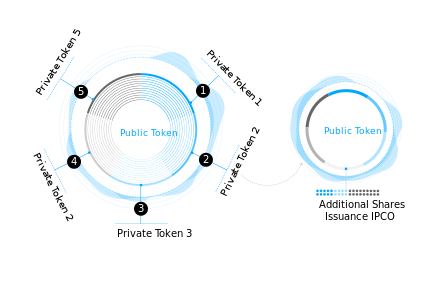 Private Token 5
5
Private Token 1
1
Public Token
Private Token 2
4
2
Private Token 2
3
Private Token 3
Public Token
Additional Shares
Issuance IPCO